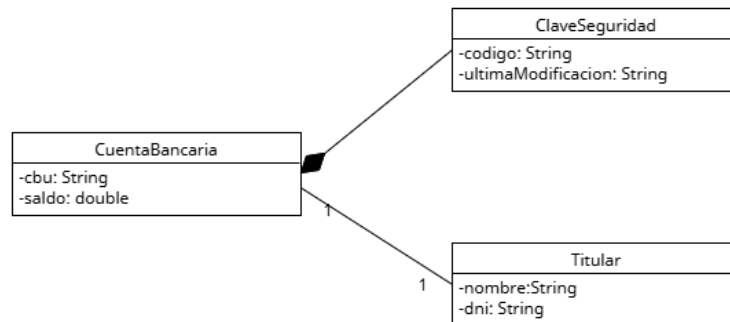 ClaveSeguridad
-codigo: String
-ultimaModificacion: String
CuentaBancaria
-cbu: String
-saldo: double
1
1
Titular
-nombre:String
-dni: String